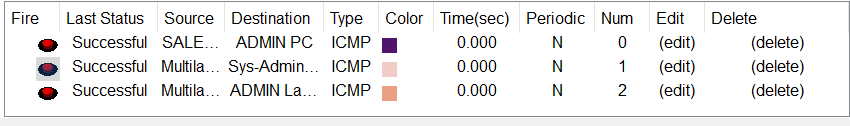 Fire Last Status Source Destination Type Color Time(sec) Periodic Num Edit Delete
Successful SALE... ADMIN PC ICMP 0.000 N 0 (edit) (delete)
Successful Multila... Sys-Admin... ICMP 0.000 N 1 (edit) (delete)
Successful Multila... ADMIN La... ICMP 0.000 N 2 (edit) (delete)